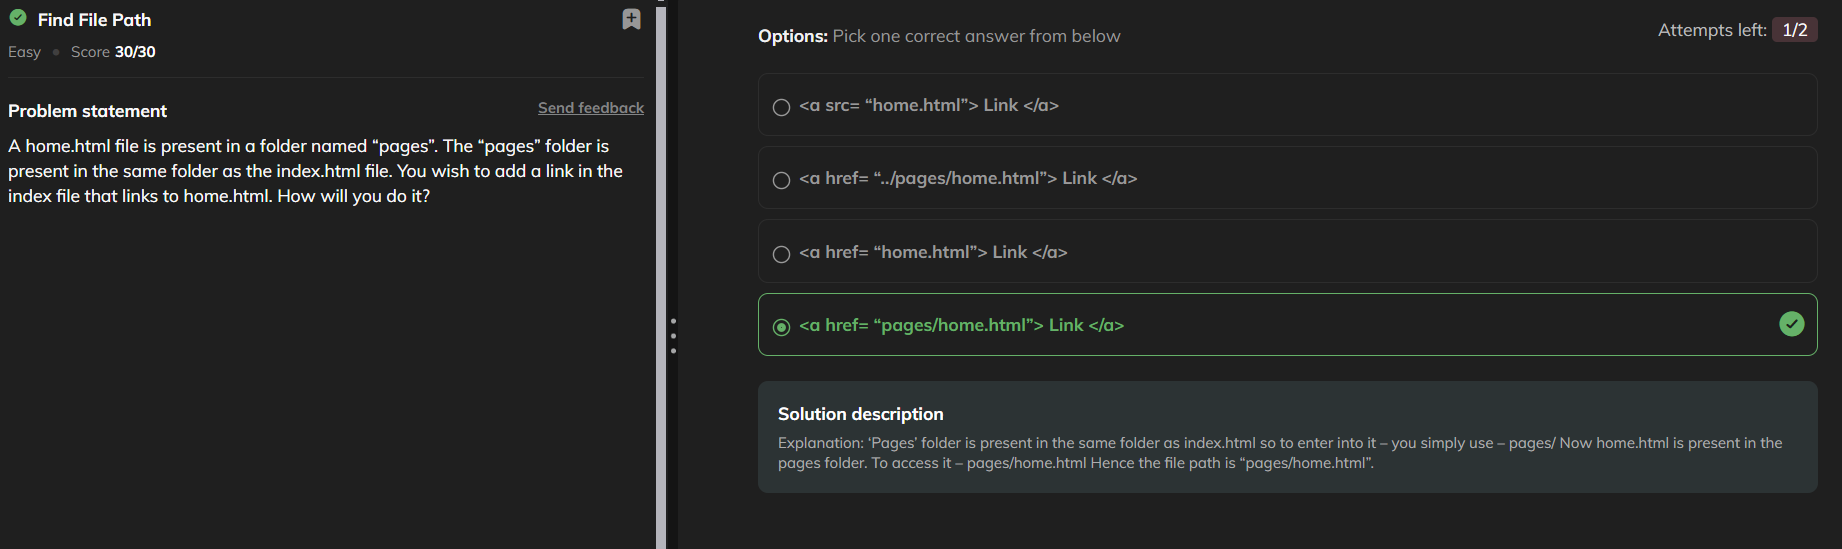 Find File Path
Easy • Score 30/30
Problem statement
Send feedback
A home.html file is present in a folder named “pages”. The “pages” folder is
present in the same folder as the index.html file. You wish to add a link in the
index file that links to home.html. How will you do it?
Options: Pick one correct answer from below
Attempts left: 1/2
<a src= “home.html”> Link </a>
<a href= “../pages/home.html”> Link </a>
<a href= “home.html”> Link </a>
<a href= “pages/home.html”> Link </a>
Solution description
Explanation: ‘Pages’ folder is present in the same folder as index.html so to enter into it – you simply use – pages/ Now home.html is present in the
pages folder. To access it – pages/home.html Hence the file path is “pages/home.html”.